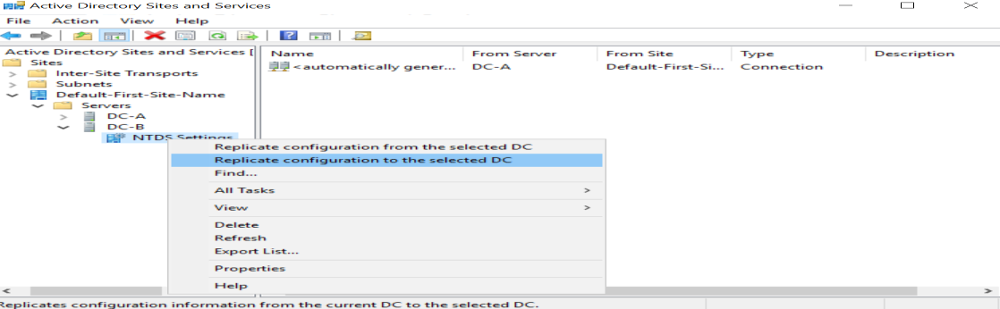 Active Directory Sites and Services
File Action View Help
Active Directory Sites and Services [
Name From Server From Site Type Description
Sites
<automatically gener... DC-A Default-First-Si... Connection
Inter-Site Transports
Subnets
Default-First-Site-Name
Servers
DC-A
DC-B
NTDS Settings
Replicate configuration from the selected DC
Replicate configuration to the selected DC
Find...
All Tasks
View
Delete
Refresh
Export List...
Properties
Help
Replicates configuration information from the current DC to the selected DC.